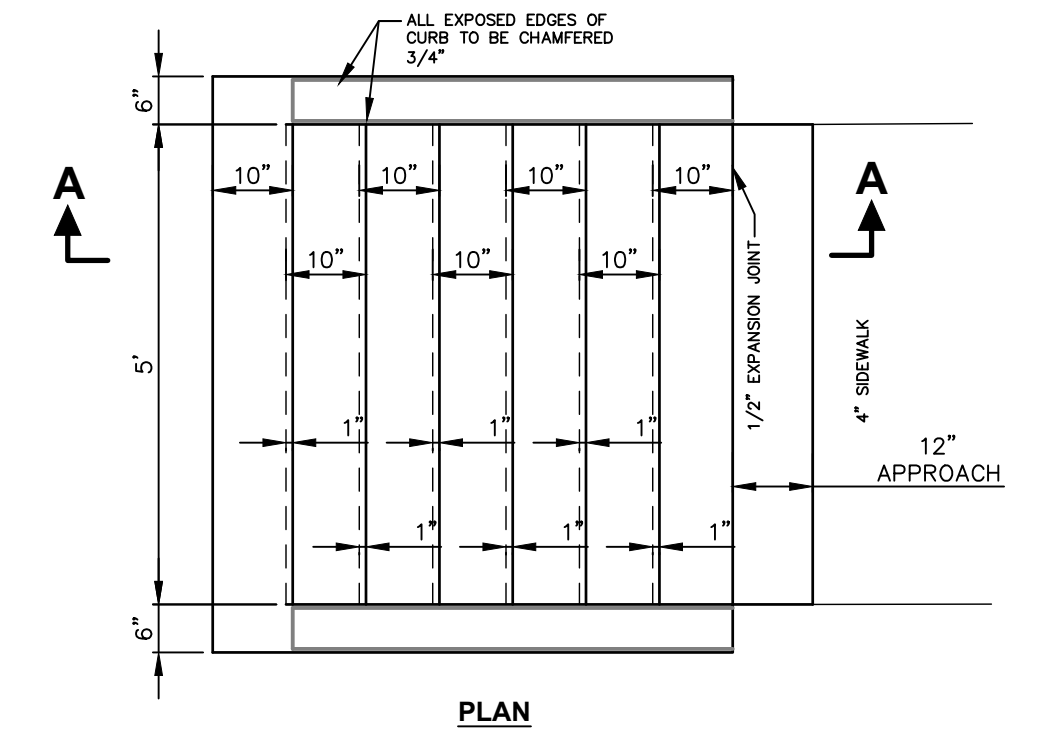 ALL EXPOSED EDGES OF
CURB TO BE CHAMFERED
3/4”
6”
A
A
10”
10”
10”
10”
10”
10”
10”
5'
1/2” EXPANSION JOINT
4” SIDEWALK
1”
1”
1”
12”
APPROACH
1”
1”
1”
6”
PLAN